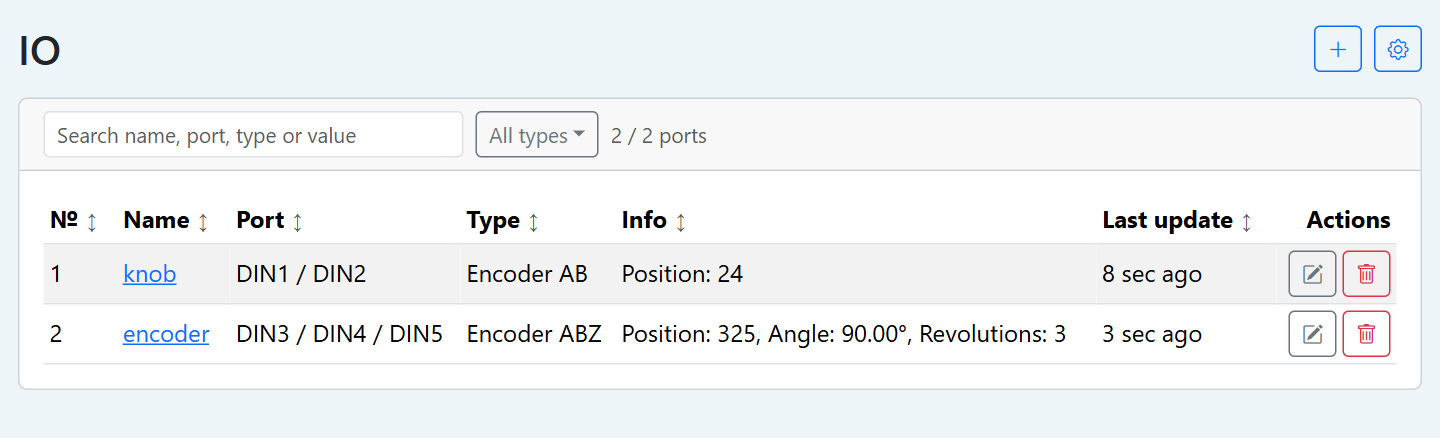 IO
Search name, port, type or value All types 2 / 2 ports
№ ↕ Name ↕ Port ↕ Type ↕ Info ↕ Last update ↕ Actions
1 knob DIN1 / DIN2 Encoder AB Position: 24 8 sec ago
2 encoder DIN3 / DIN4 / DIN5 Encoder ABZ Position: 325, Angle: 90.00°, Revolutions: 3 3 sec ago